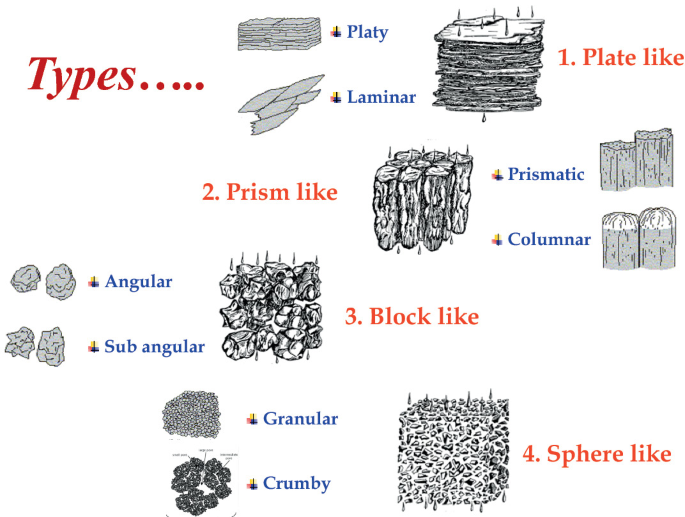 Types…..
Platy
Laminar
1. Plate like
2. Prism like
Prismatic
Columnar
Angular
Sub angular
3. Block like
Granular
Crumby
4. Sphere like